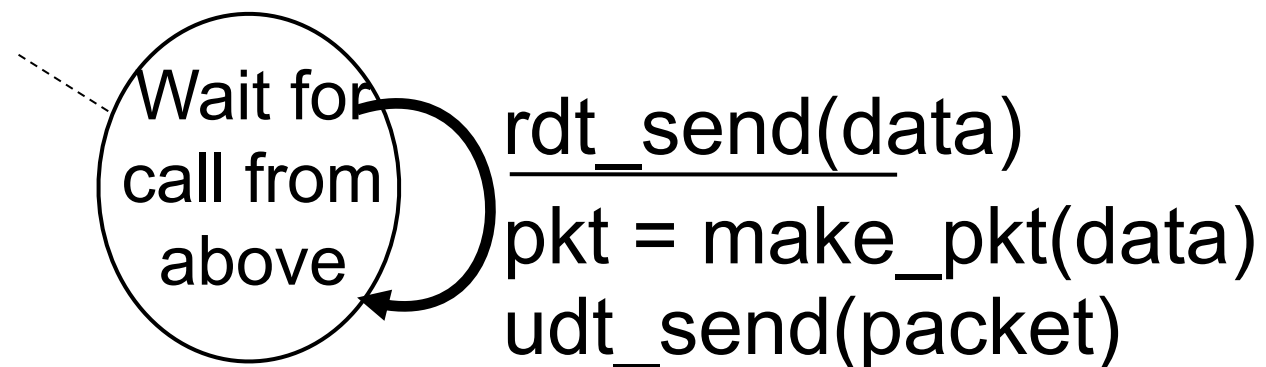 Wait for
call from
above
rdt_send(data)
pkt = make_pkt(data)
udt_send(packet)